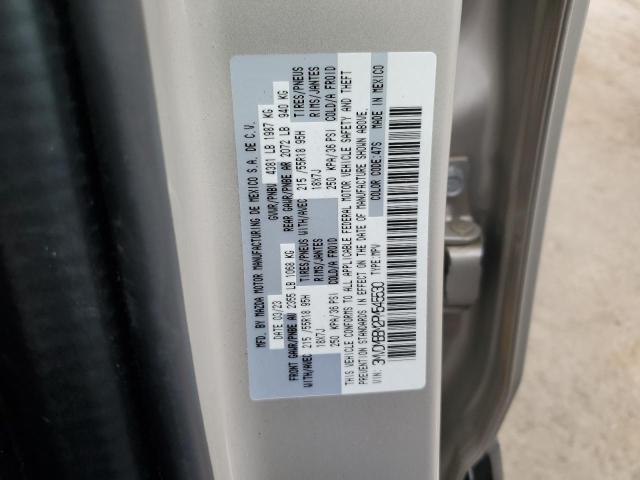 MFG. BY MAZDA MOTOR MANUFACTURING DE MEXICO S.A. DE C.V.
DATE 03/23 GVWR/PNBV 4381 LB 1987 KG
FRONT GAWR/PNBE AV 2355 LB 1068 KG REAR GAWR/PNBE AR 2072 LB 940 KG
WITH/AVEC TIRES/PNEUS WITH/AVEC TIRES/PNEUS
215 /55R18 95H RIMS/JANTES 215 /55R18 95H RIMS/JANTES
18X7J COLD/A FROID 18X7J COLD/A FROID
250 KPA/36 PSI 250 KPA/36 PSI
THIS VEHICLE CONFORMS TO ALL APPLICABLE FEDERAL MOTOR VEHICLE SAFETY AND THEFT
PREVENTION STANDARDS IN EFFECT ON THE DATE OF MANUFACTURE SHOWN ABOVE.
VIN: TYPE:MPV COLOR CODE:47S MADE IN MEXICO